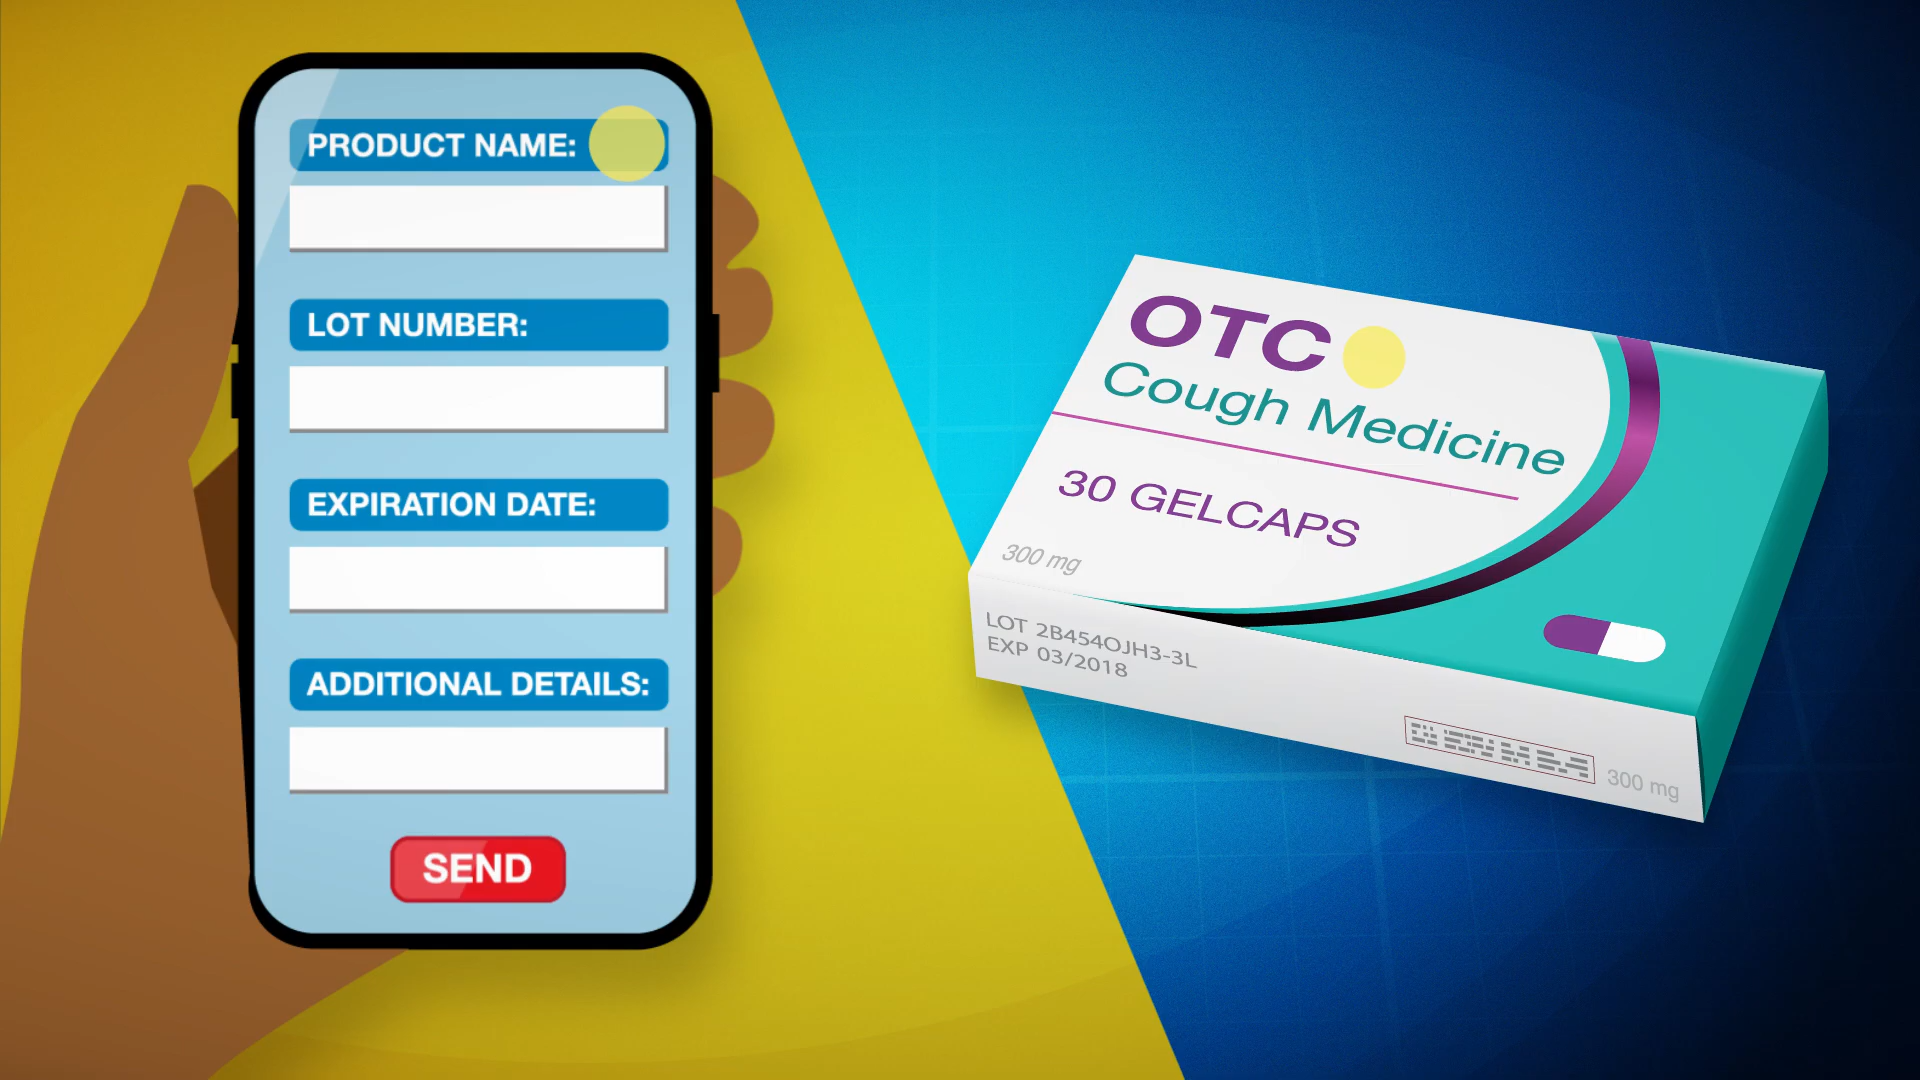 PRODUCT NAME:
LOT NUMBER:
EXPIRATION DATE:
ADDITIONAL DETAILS:
SEND
OTC
Cough Medicine
30 GELCAPS
300 mg
LOT 2B454OJH3-3L
EXP 03/2018
300 mg